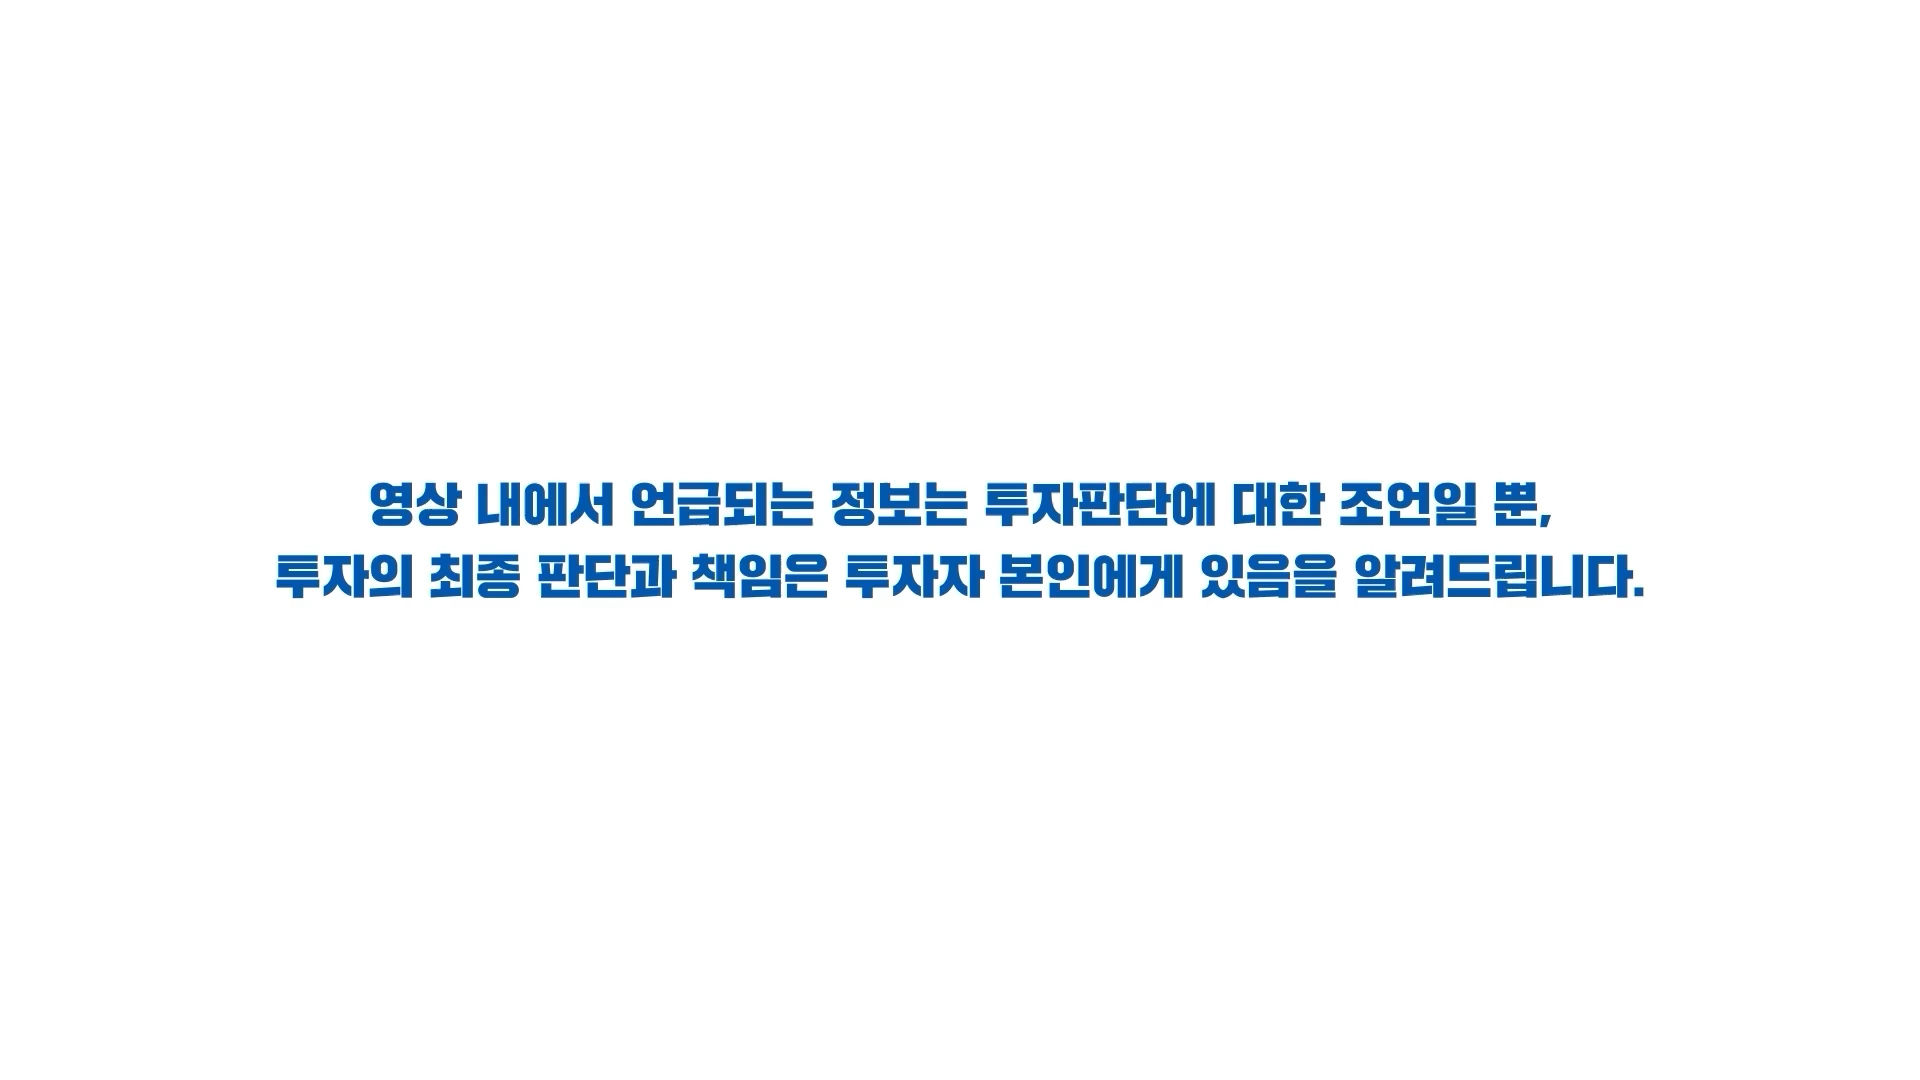 영상 내에서 언급되는 정보는 투자판단에 대한 조언일 뿐,
투자의 최종 판단과 책임은 투자자 본인에게 있음을 알려드립니다.